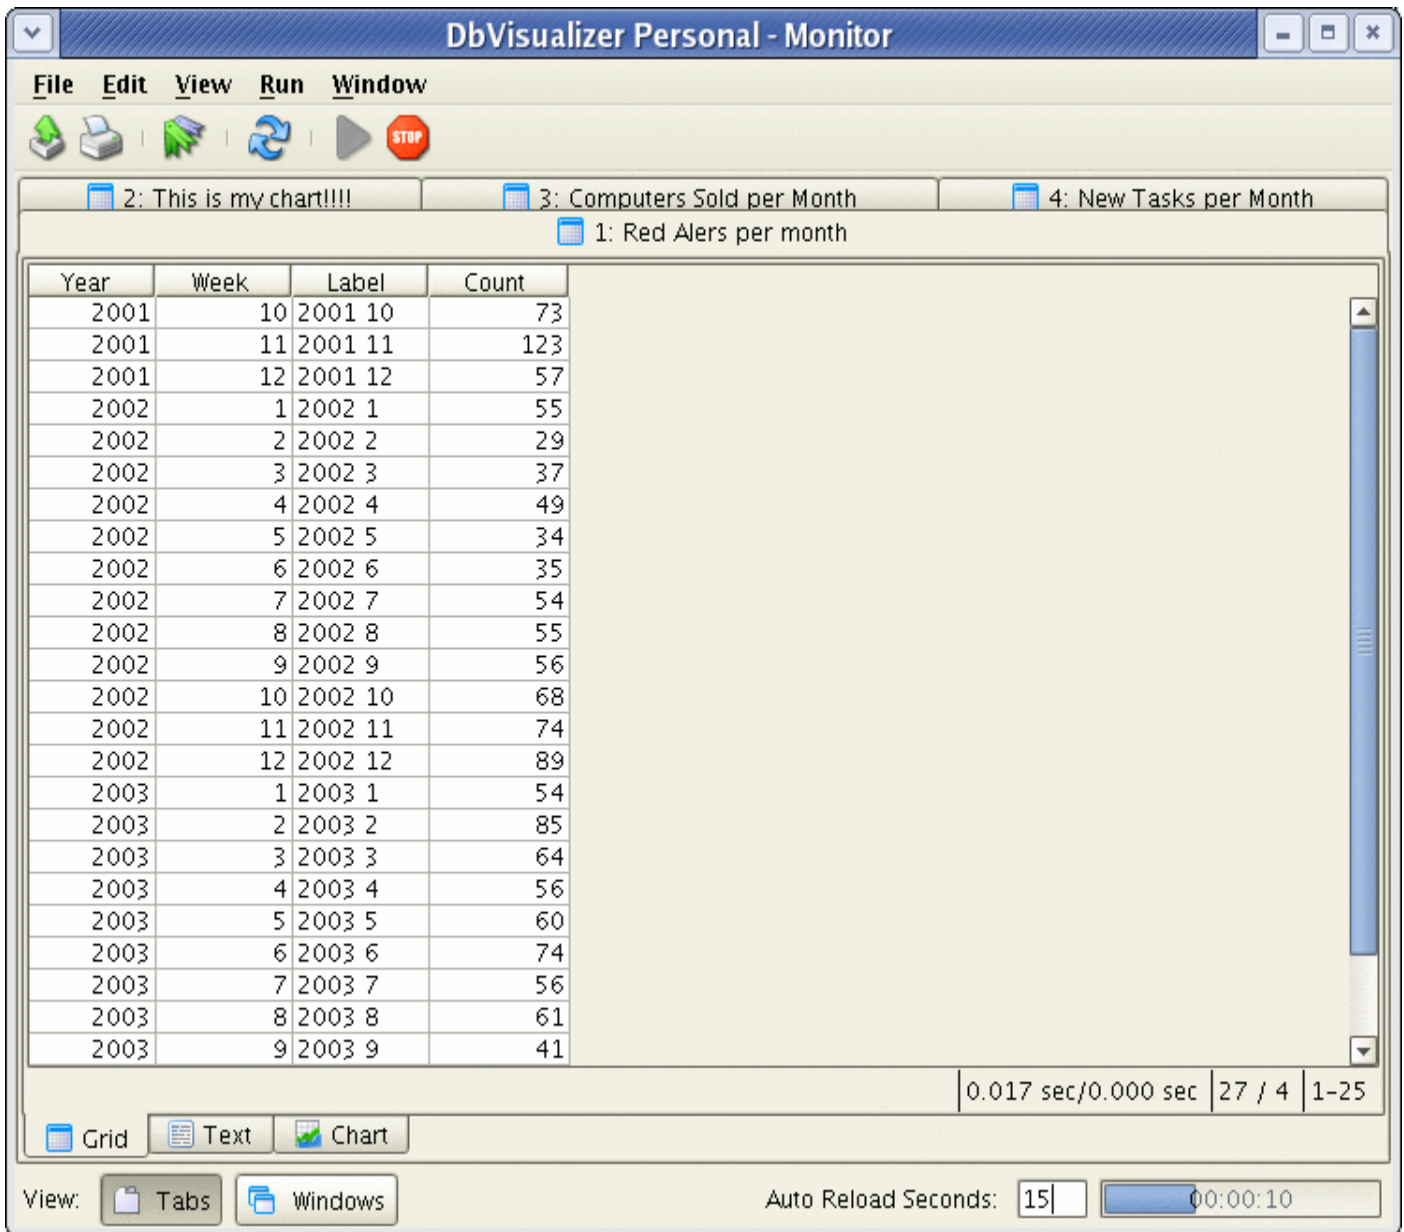 DbVisualizer Personal - Monitor
File Edit View Run Window
STOP
2: This is my chart!!!! 3: Computers Sold per Month 4: New Tasks per Month
1: Red Alers per month
Year Week Label Count
2001 10 2001 10 73
2001 11 2001 11 123
2001 12 2001 12 57
2002 1 2002 1 55
2002 2 2002 2 29
2002 3 2002 3 37
2002 4 2002 4 49
2002 5 2002 5 34
2002 6 2002 6 35
2002 7 2002 7 54
2002 8 2002 8 55
2002 9 2002 9 56
2002 10 2002 10 68
2002 11 2002 11 74
2002 12 2002 12 89
2003 1 2003 1 54
2003 2 2003 2 85
2003 3 2003 3 64
2003 4 2003 4 56
2003 5 2003 5 60
2003 6 2003 6 74
2003 7 2003 7 56
2003 8 2003 8 61
2003 9 2003 9 41
0.017 sec/0.000 sec 27 / 4 1-25
Grid Text Chart
View: Tabs Windows Auto Reload Seconds: 15 00:00:10